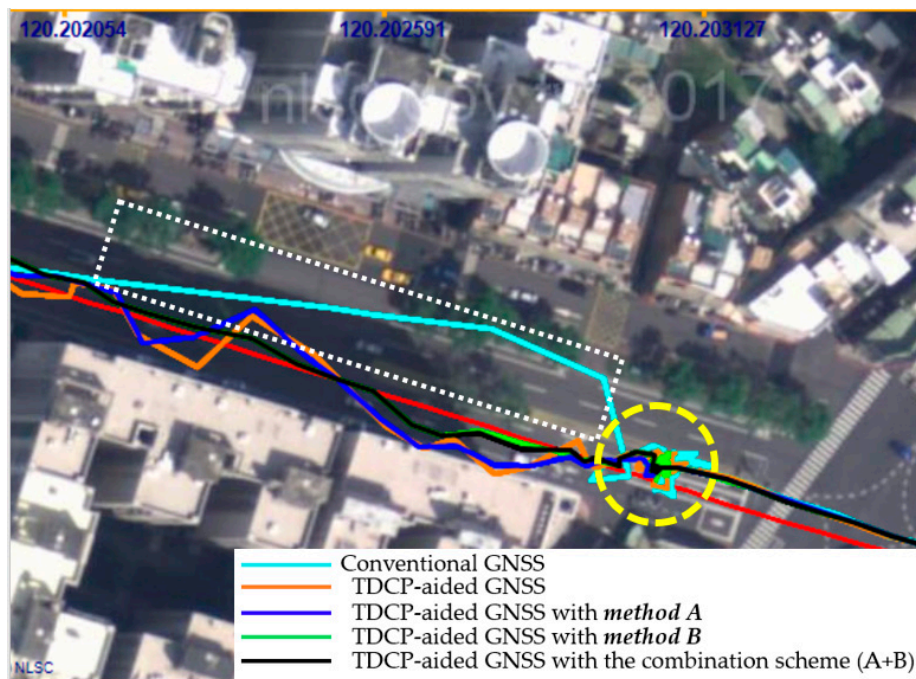 120.202054 120.202591 120.203127
2017
Conventional GNSS
TDCP-aided GNSS
TDCP-aided GNSS with method A
TDCP-aided GNSS with method B
TDCP-aided GNSS with the combination scheme (A+B)
NLSC